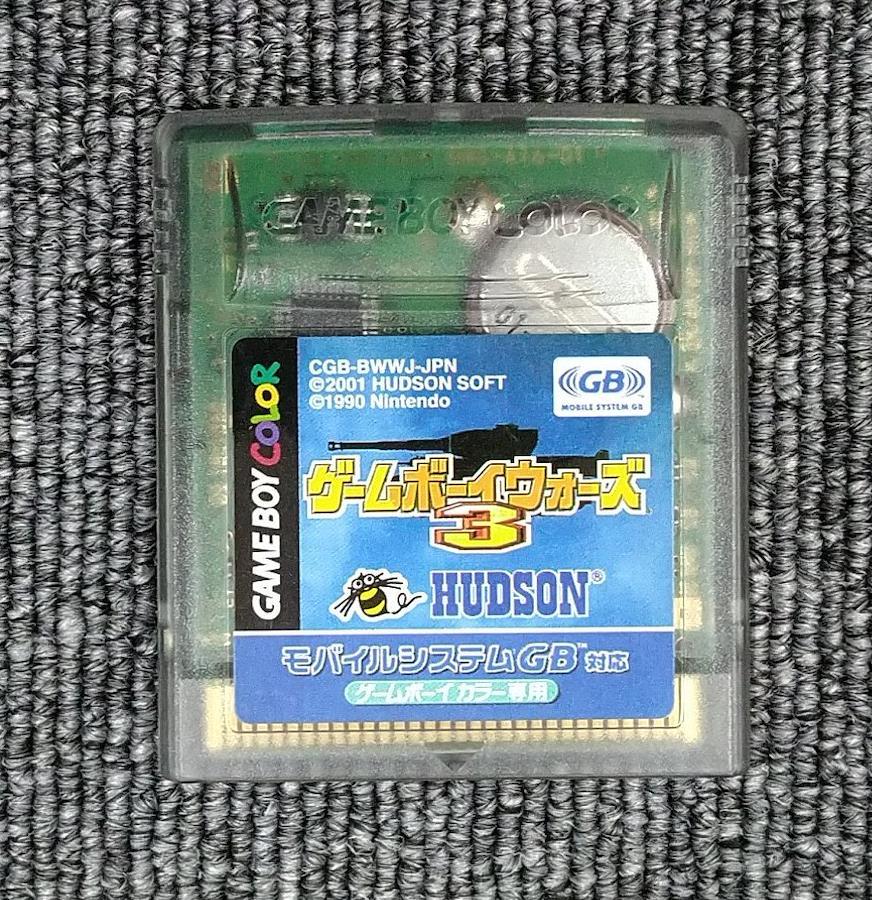 GAME BOY COLOR
GAME BOY COLOR
CGB-BWWJ-JPN
©2001 HUDSON SOFT
©1990 Nintendo
GB
MOBILE SYSTEM GB
ゲームボーイウォーズ
3
HUDSON®
モバイルシステムGB™対応
ゲームボーイカラー専用